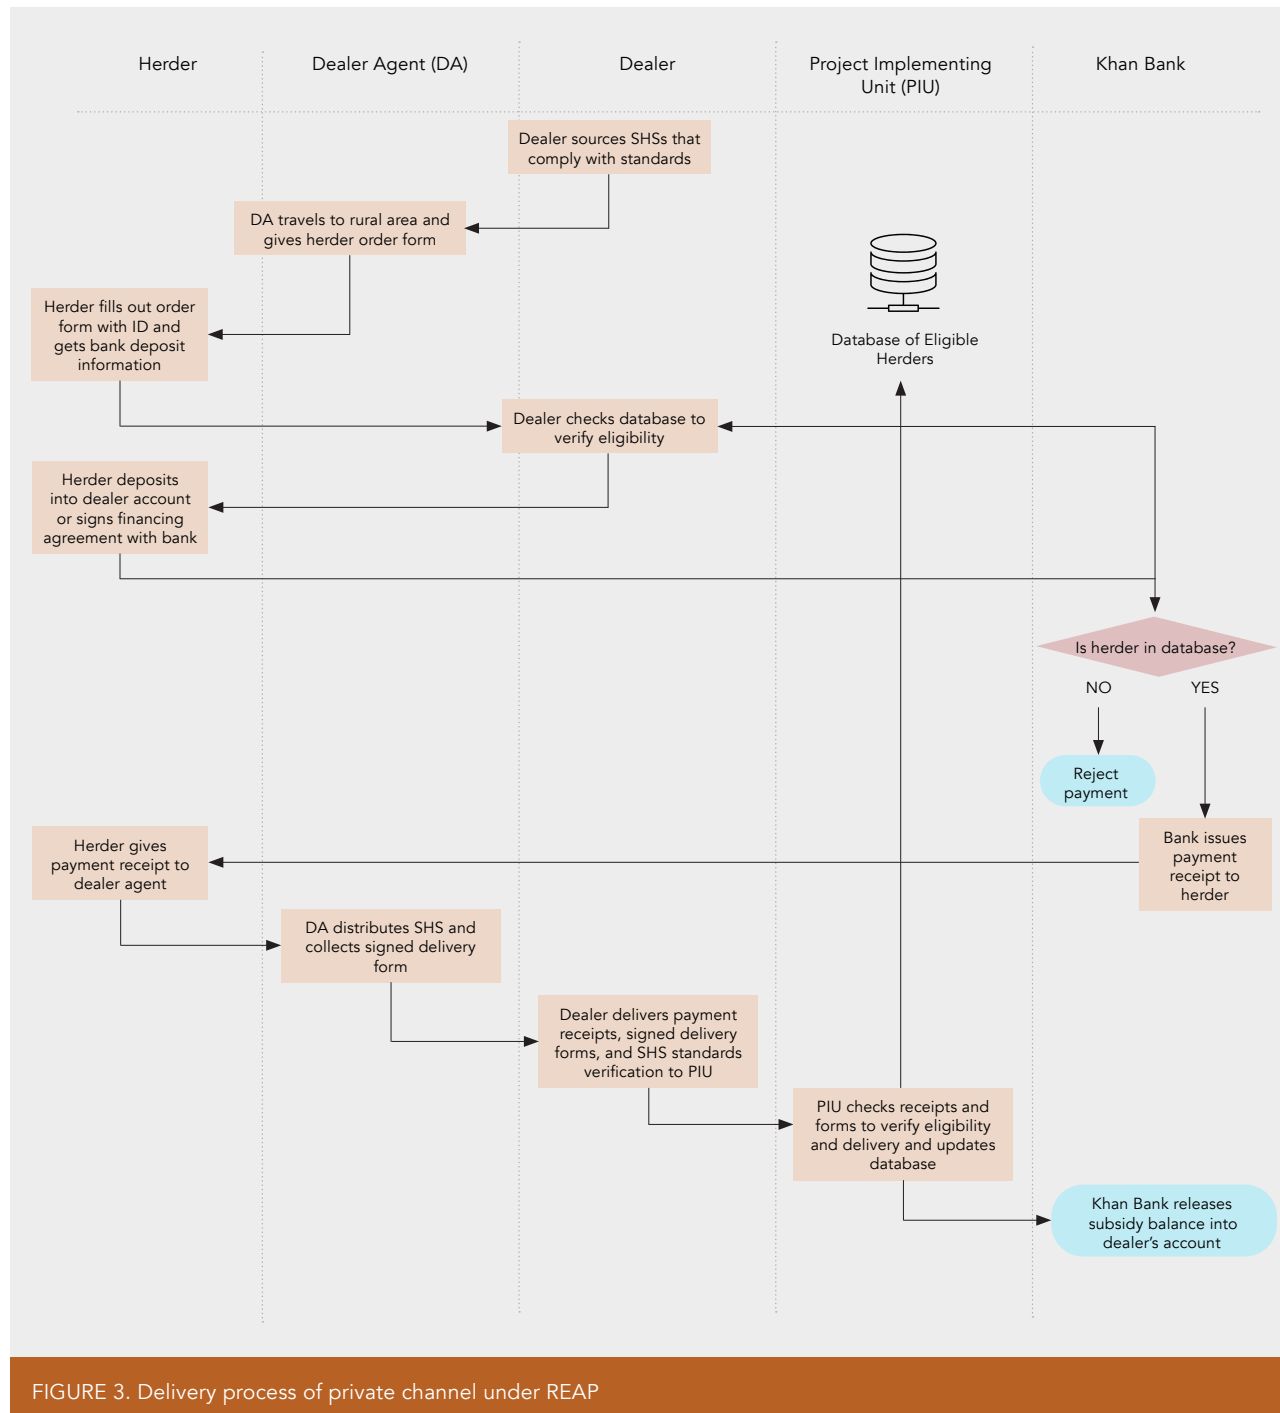 Herder
Dealer Agent (DA)
Dealer
Project Implementing
Unit (PIU)
Khan Bank
Dealer sources SHSs that
comply with standards
DA travels to rural area and
gives herder order form
Herder fills out order
form with ID and
gets bank deposit
information
Database of Eligible
Herders
Dealer checks database to
verify eligibility
Herder deposits
into dealer account
or signs financing
agreement with bank
Is herder in database?
NO
YES
Reject
payment
Bank issues
payment
receipt to
herder
Herder gives
payment receipt to
dealer agent
DA distributes SHS and
collects signed delivery
form
Dealer delivers payment
receipts, signed delivery
forms, and SHS standards
verification to PIU
PIU checks receipts and
forms to verify eligibility
and delivery and updates
database
Khan Bank releases
subsidy balance into
dealer’s account
FIGURE 3. Delivery process of private channel under REAP